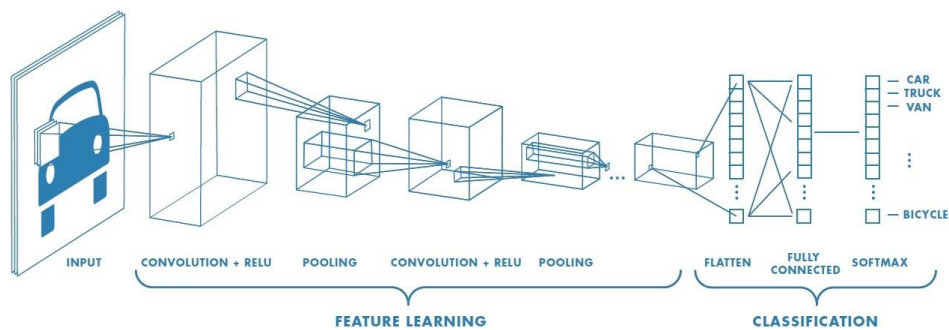 CAR
TRUCK
VAN
BICYCLE
INPUT
CONVOLUTION + RELU
POOLING
CONVOLUTION + RELU
POOLING
FLATTEN
FULLY
CONNECTED
SOFTMAX
FEATURE LEARNING
CLASSIFICATION